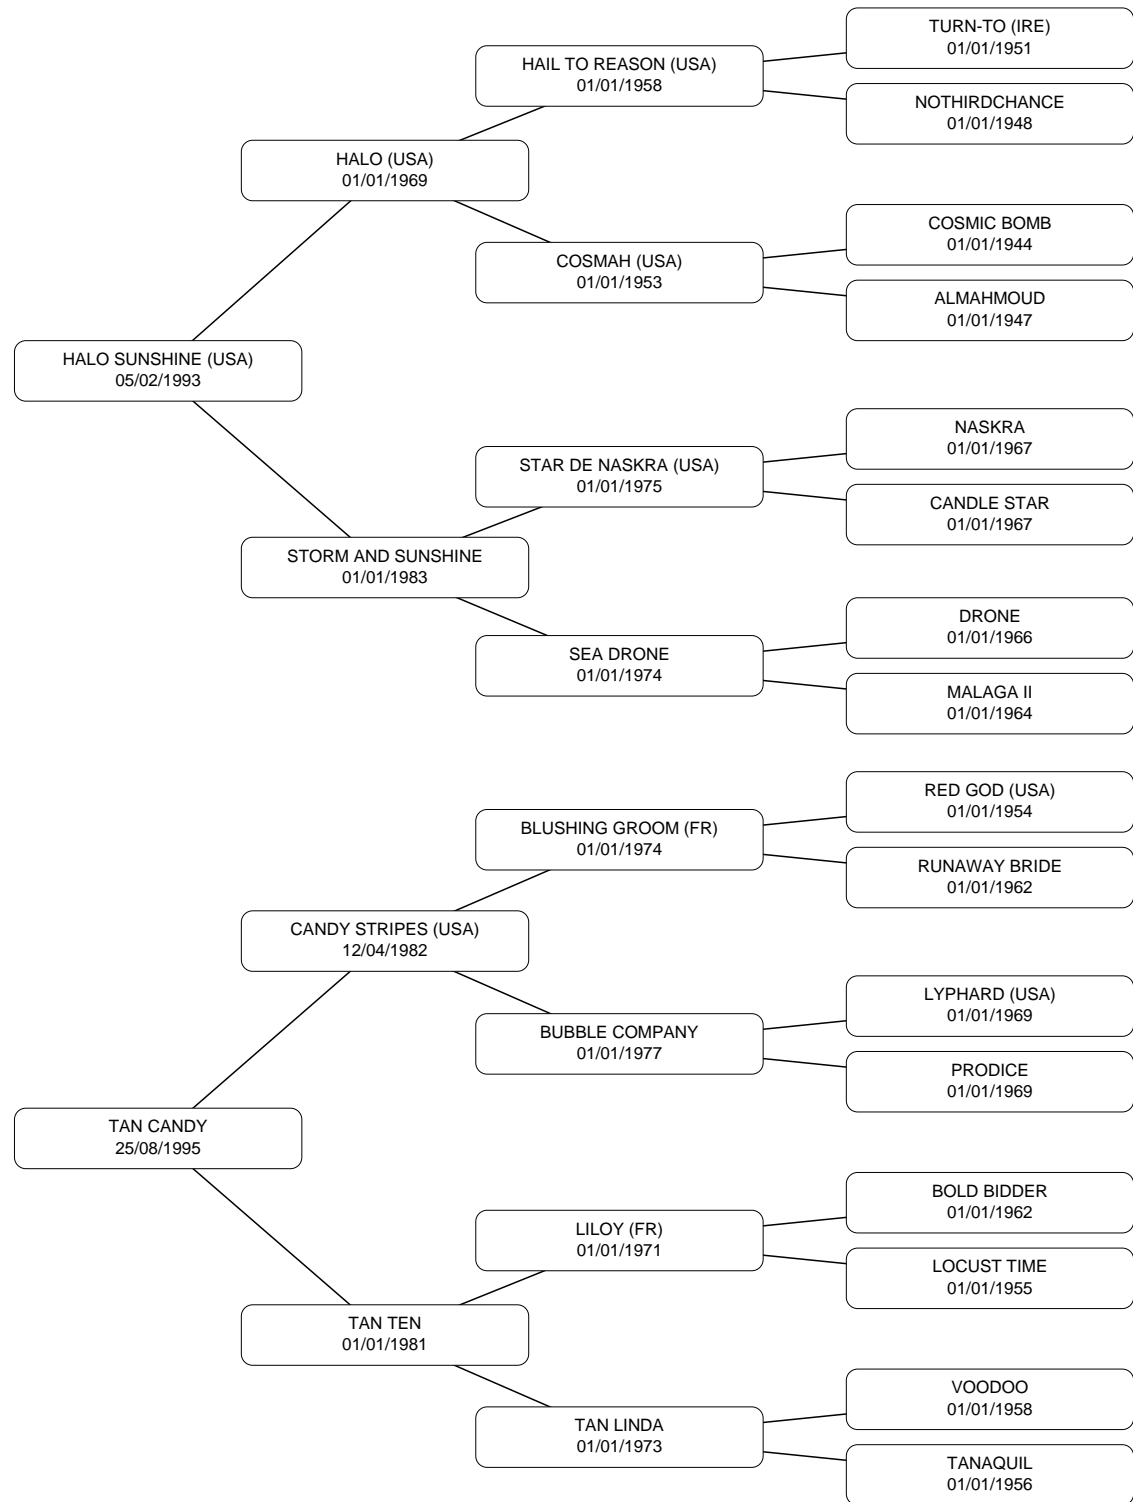 TURN-TO (IRE)
01/01/1951
HAIL TO REASON (USA)
01/01/1958
NOTHIRDCHANCE
01/01/1948
HALO (USA)
01/01/1969
COSMIC BOMB
01/01/1944
COSMAH (USA)
01/01/1953
ALMAHMOUD
01/01/1947
HALO SUNSHINE (USA)
05/02/1993
NASKRA
01/01/1967
STAR DE NASKRA (USA)
01/01/1975
CANDLE STAR
01/01/1967
STORM AND SUNSHINE
01/01/1983
DRONE
01/01/1966
SEA DRONE
01/01/1974
MALAGA II
01/01/1964
RED GOD (USA)
01/01/1954
BLUSHING GROOM (FR)
01/01/1974
RUNAWAY BRIDE
01/01/1962
CANDY STRIPES (USA)
12/04/1982
LYPHARD (USA)
01/01/1969
BUBBLE COMPANY
01/01/1977
PRODICE
01/01/1969
TAN CANDY
25/08/1995
BOLD BIDDER
01/01/1962
LILOY (FR)
01/01/1971
LOCUST TIME
01/01/1955
TAN TEN
01/01/1981
VOODOO
01/01/1958
TAN LINDA
01/01/1973
TANAQUIL
01/01/1956